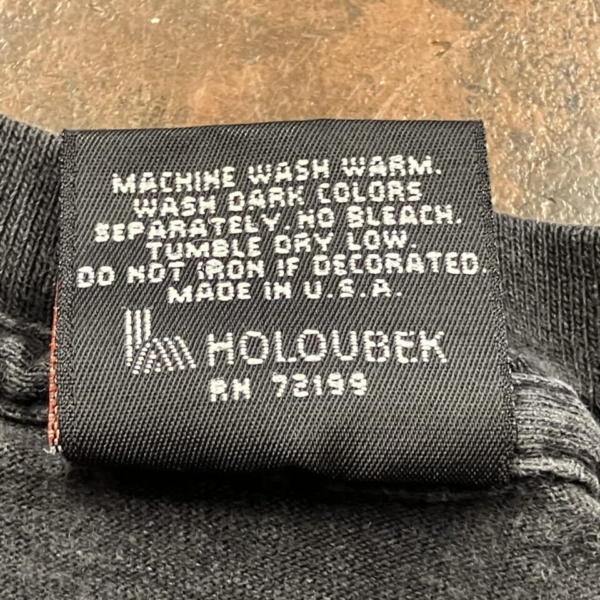 MACHINE WASH WARM.
WASH DARK COLORS
SEPARATELY. NO BLEACH.
TUMBLE DRY LOW.
DO NOT IRON IF DECORATED.
MADE IN U.S.A.
HOLOUBEK
RN 72199